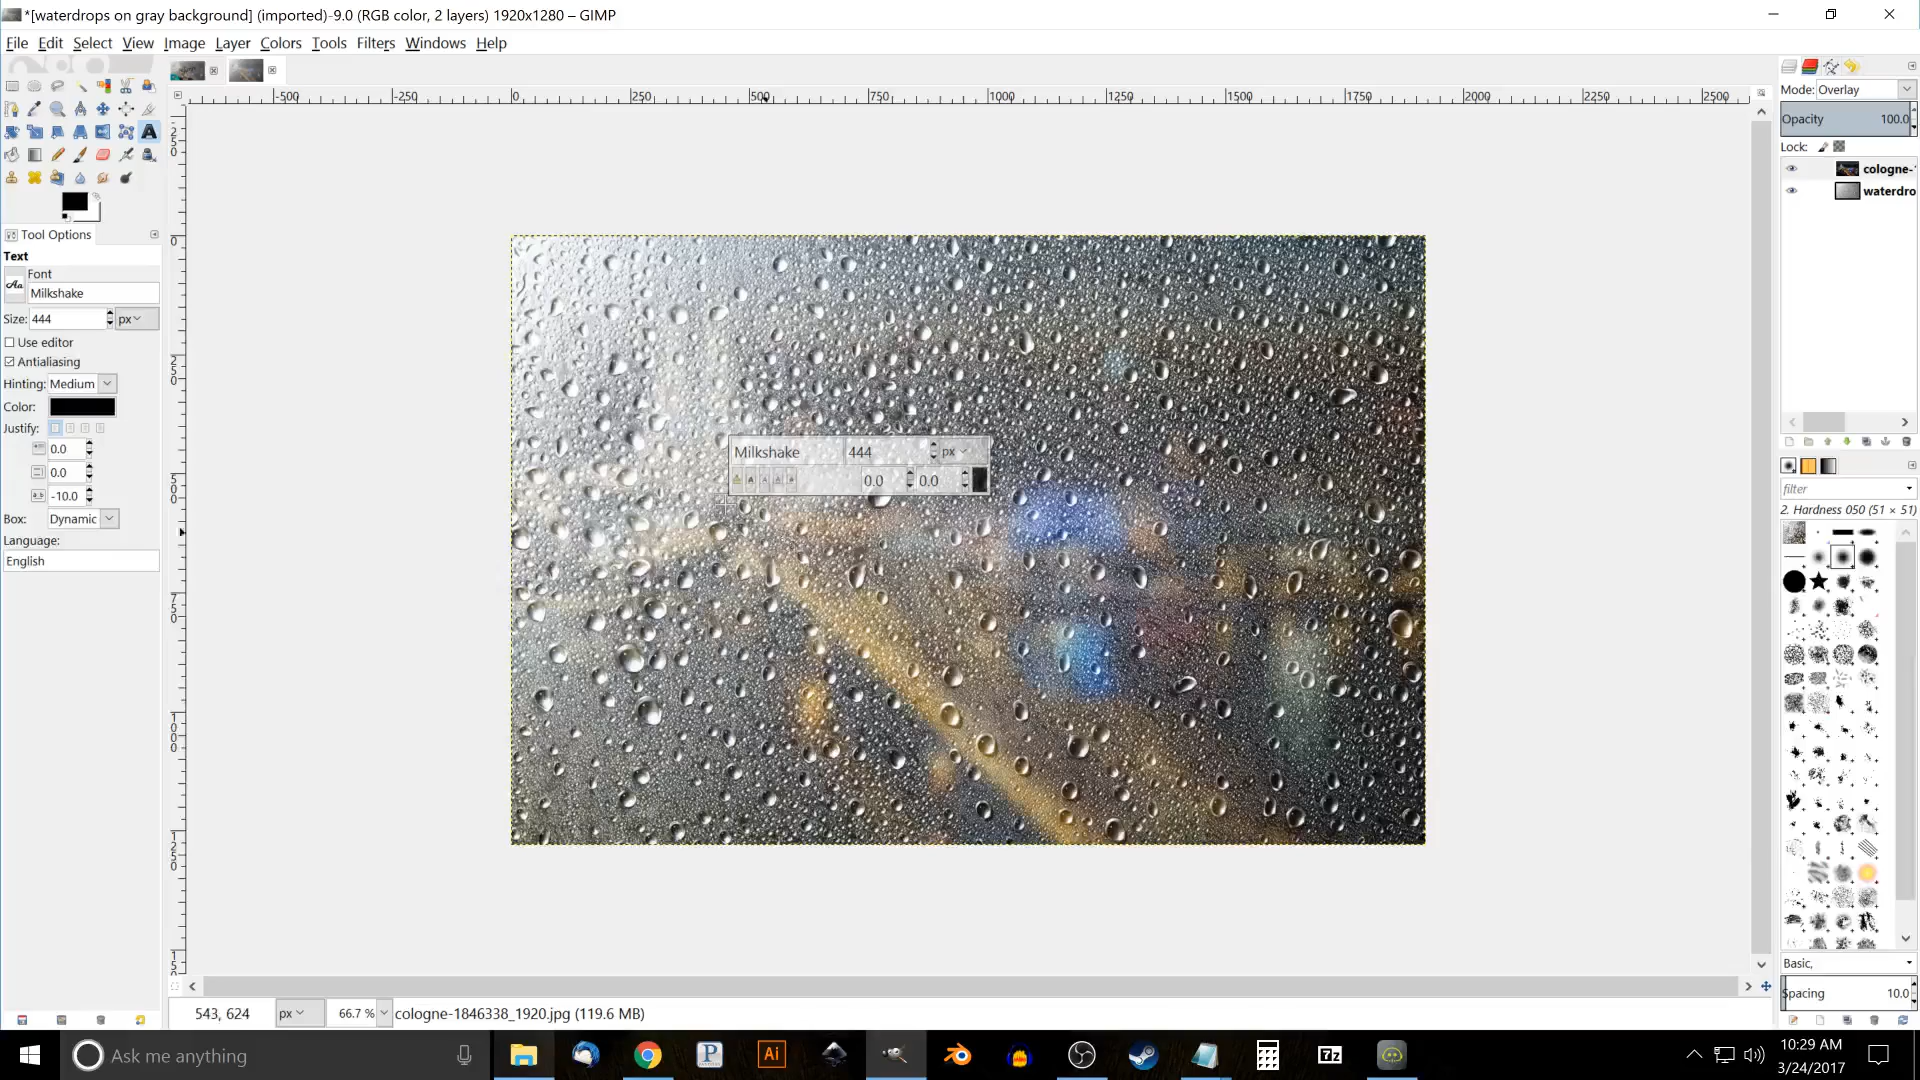 *[waterdrops on gray background] (imported)-9.0 (RGB color, 2 layers) 1920x1280 – GIMP
File Edit Select View Image Layer Colors Tools Filters Windows Help
-500 -250 0 250 500 750 1000 1250 1500 1750 2000 2250 2500
Mode: Overlay
Opacity 100.0
Lock:
cologne-
waterdro
Tool Options
Text
Font
Aa Milkshake
Size: 444 px
Use editor
Antialiasing
Hinting: Medium
Color:
Justify:
0.0
0.0
-10.0
Box: Dynamic
Language:
English
Milkshake 444 px
0.0 0.0
filter
2. Hardness 050 (51 × 51)
Basic,
Spacing 10.0
543, 624 px 66.7 % cologne-1846338_1920.jpg (119.6 MB)
Ask me anything
P
Ai
7z
10:29 AM
3/24/2017